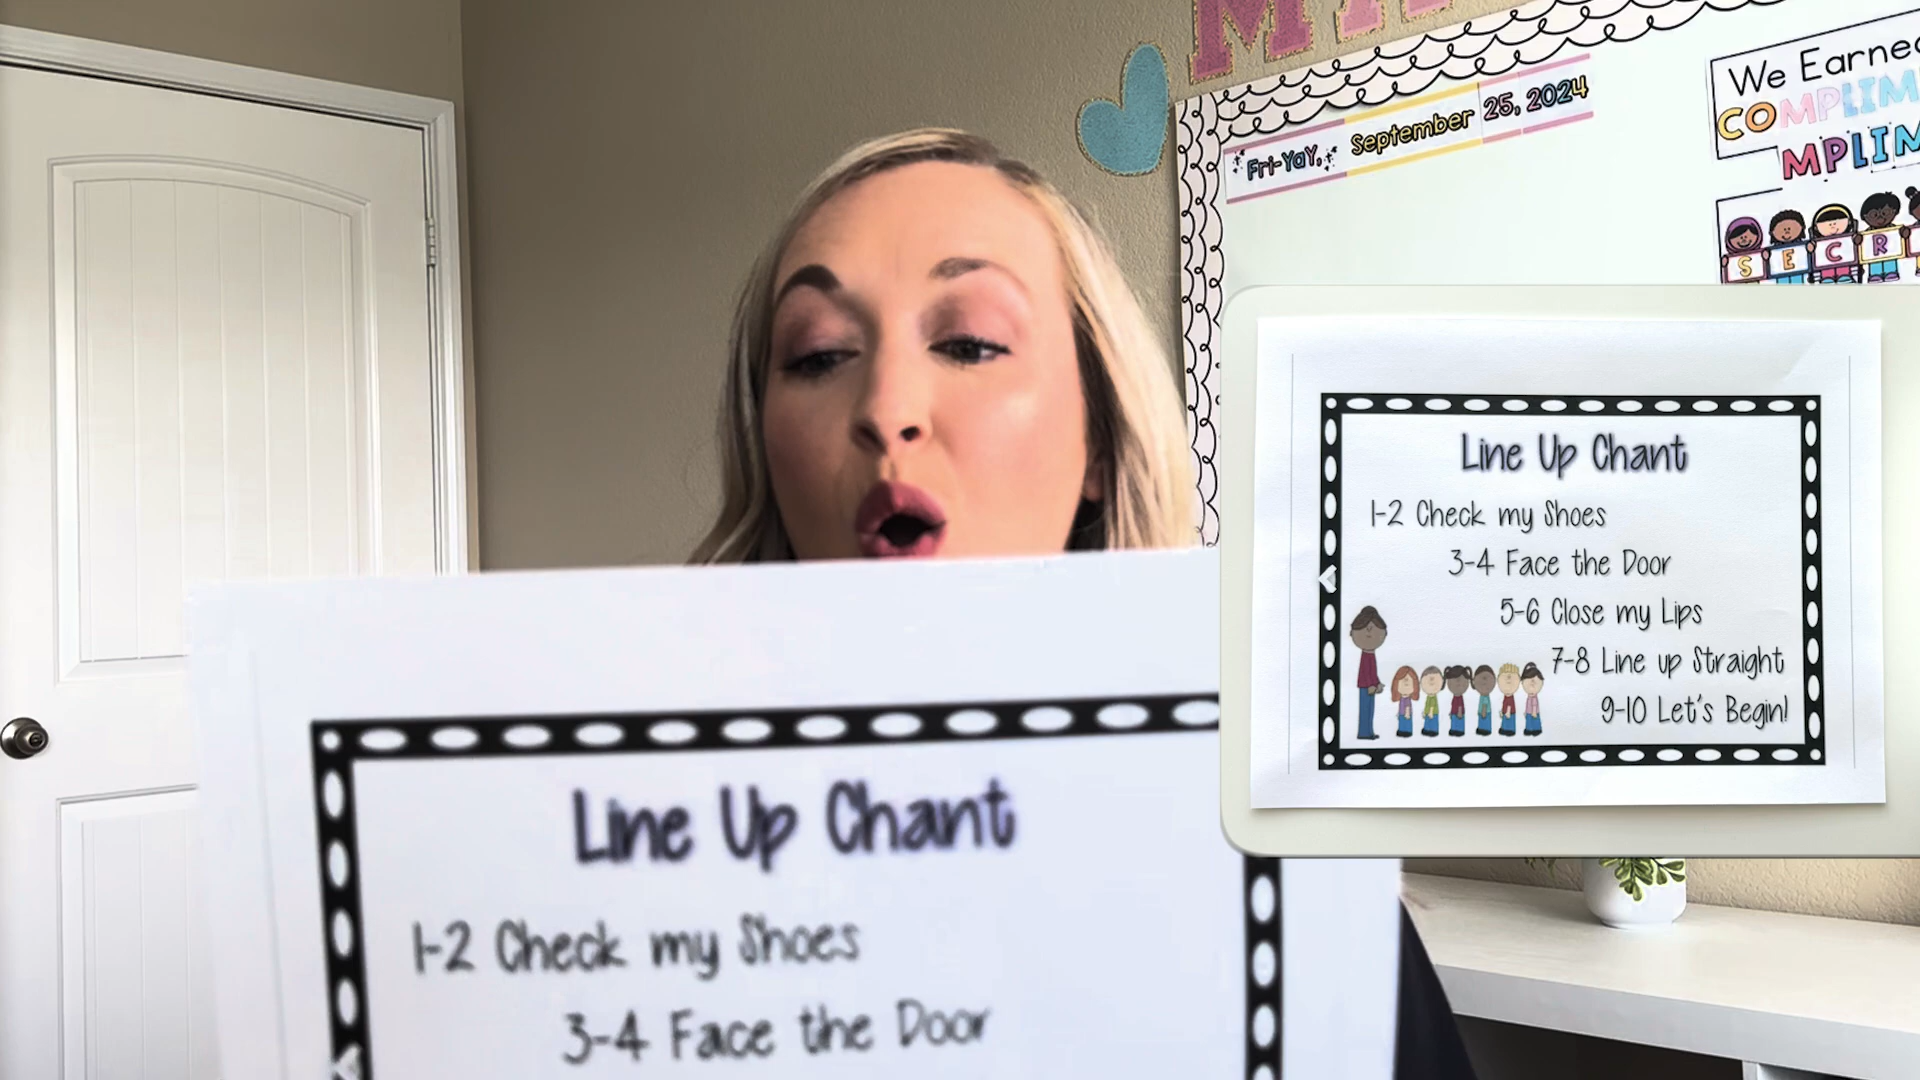 MA
Fri-YaY, September 25, 2024
We Earned
COMPLIM
MPLIM
SECR
Line Up Chant
1-2 Check my Shoes
3-4 Face the Door
5-6 Close my Lips
7-8 Line up Straight
9-10 Let's Begin!
Line Up Chant
1-2 Check my Shoes
3-4 Face the Door